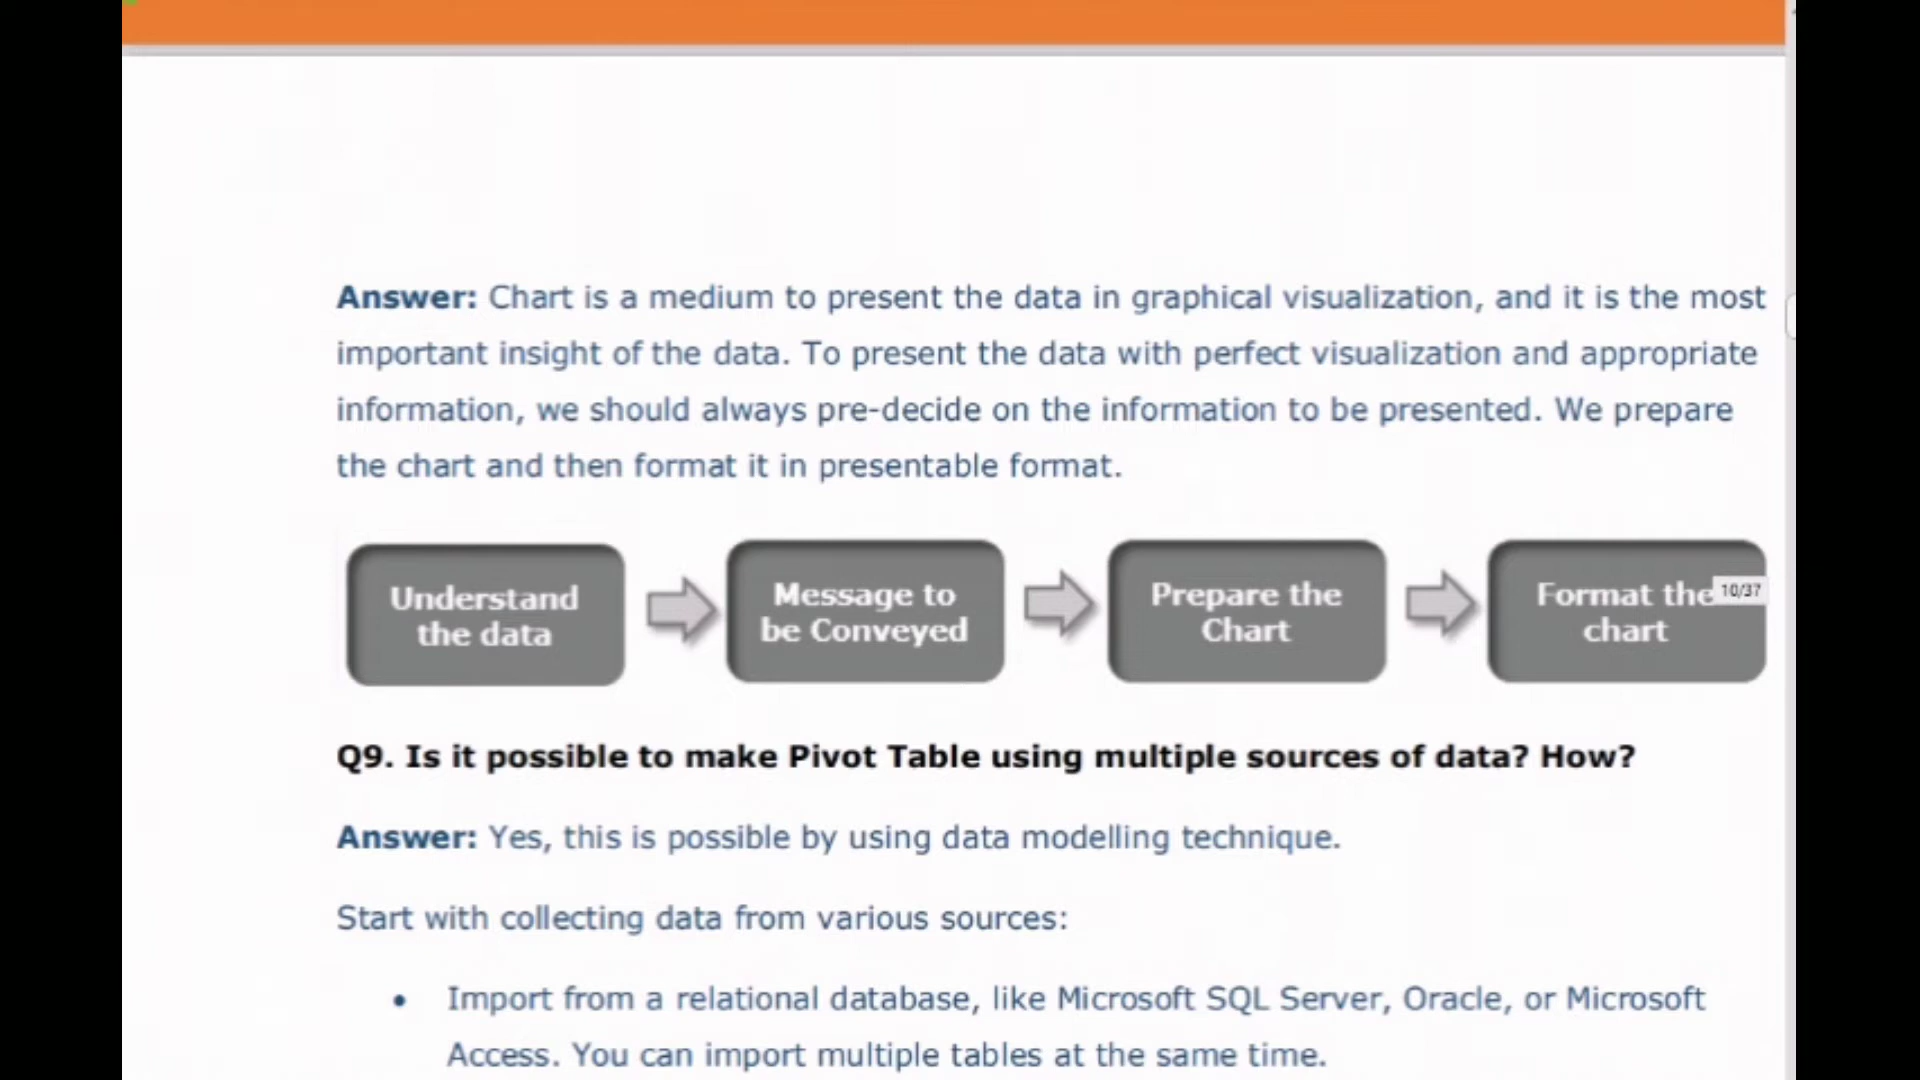 Answer: Chart is a medium to present the data in graphical visualization, and it is the most
important insight of the data. To present the data with perfect visualization and appropriate
information, we should always pre-decide on the information to be presented. We prepare
the chart and then format it in presentable format.
Understand
the data
Message to
be Conveyed
Prepare the
Chart
Format the
chart
10/37
Q9. Is it possible to make Pivot Table using multiple sources of data? How?
Answer: Yes, this is possible by using data modelling technique.
Start with collecting data from various sources:
• Import from a relational database, like Microsoft SQL Server, Oracle, or Microsoft
Access. You can import multiple tables at the same time.